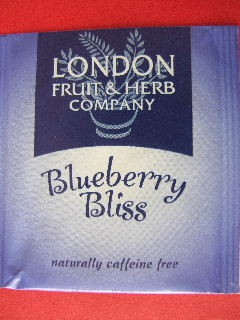 LONDON
FRUIT & HERB
COMPANY
Blueberry
Bliss
naturally caffeine free